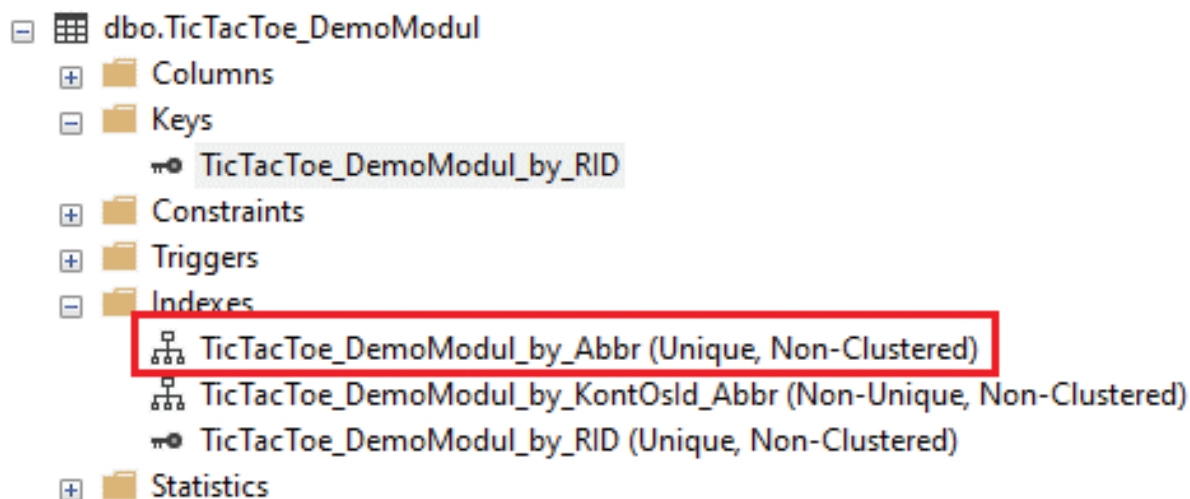 dbo.TicTacToe_DemoModul
Columns
Keys
TicTacToe_DemoModul_by_RID
Constraints
Triggers
Indexes
TicTacToe_DemoModul_by_Abbr (Unique, Non-Clustered)
TicTacToe_DemoModul_by_KontOsId_Abbr (Non-Unique, Non-Clustered)
TicTacToe_DemoModul_by_RID (Unique, Non-Clustered)
Statistics